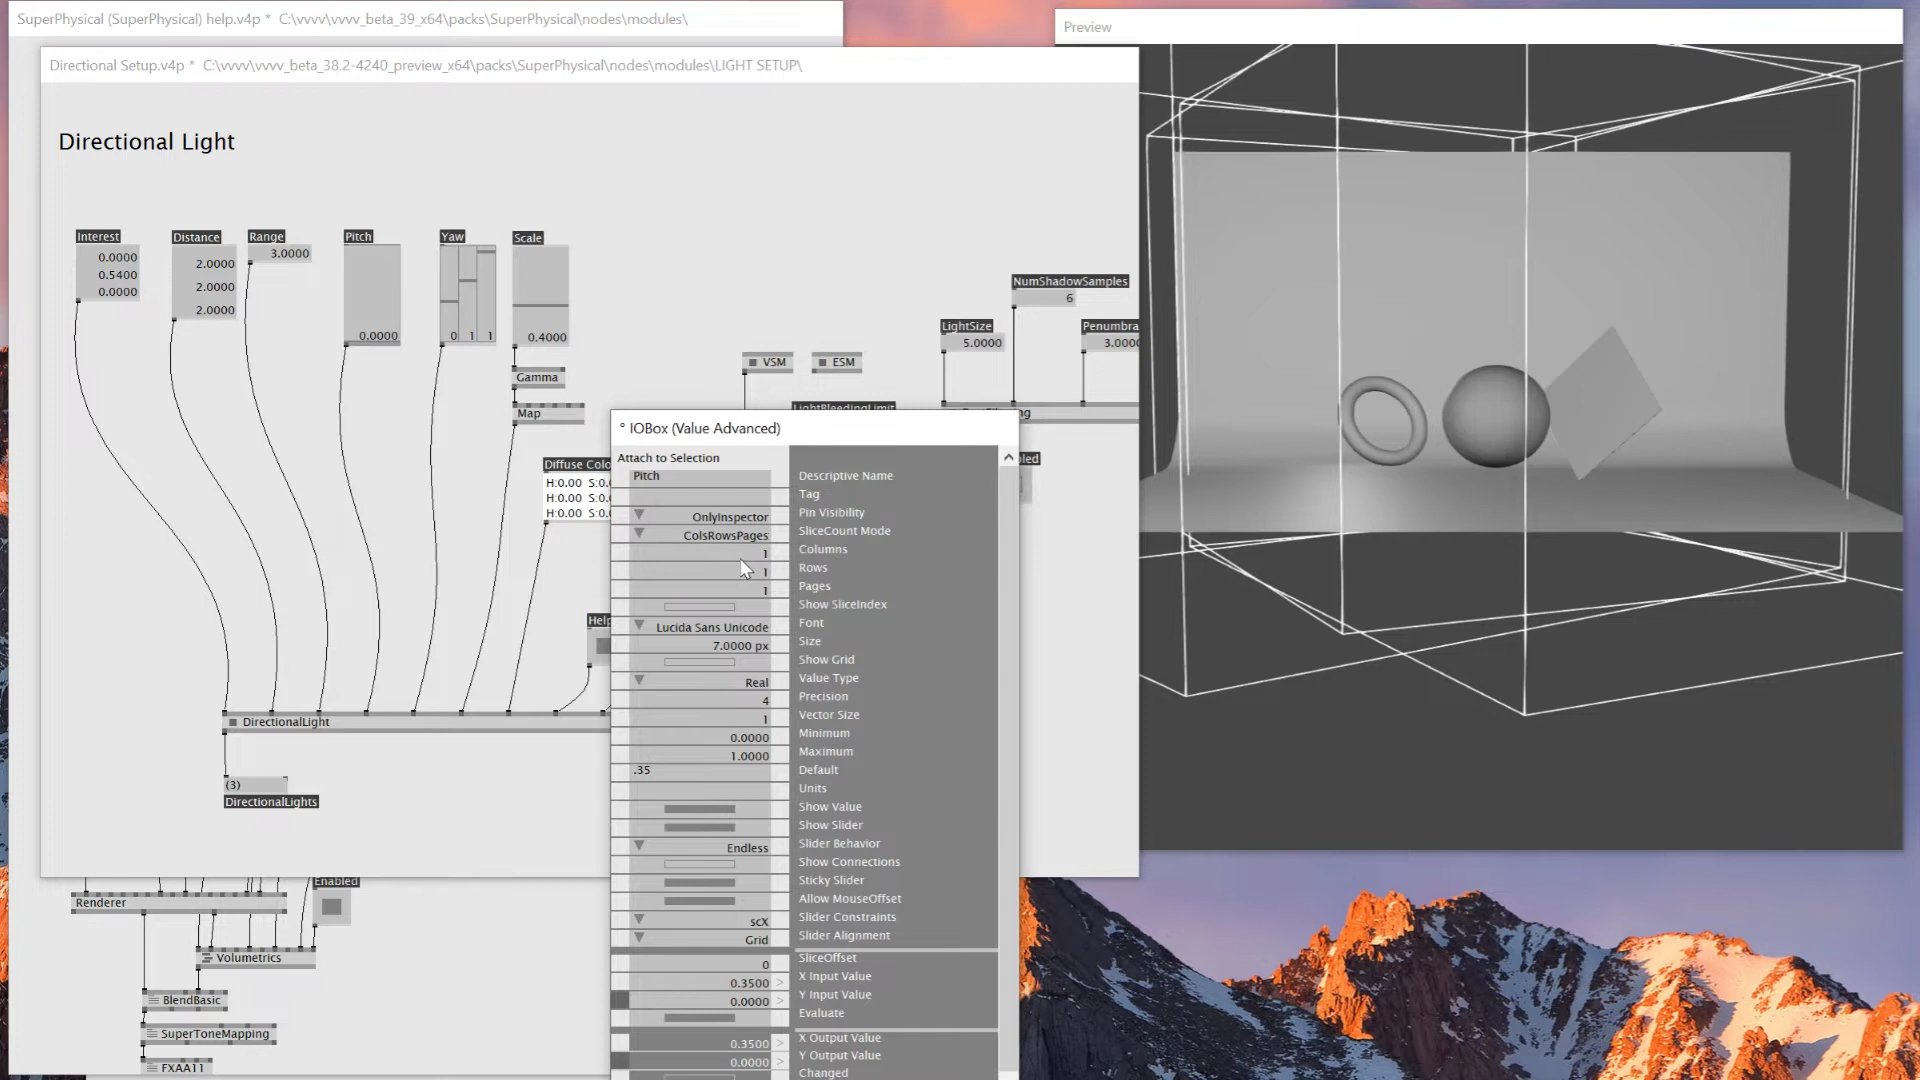 SuperPhysical (SuperPhysical) help.v4p * C:\vvvv\vvvv_beta_39_x64\packs\SuperPhysical\nodes\modules\
Preview
Directional Setup.v4p * C:\vvvv\vvvv_beta_38.2-4240_preview_x64\packs\SuperPhysical\nodes\modules\LIGHT SETUP\
Directional Light
Interest
Distance
Range
Pitch
Yaw
Scale
0.0000
0.5400
0.0000
2.0000
2.0000
2.0000
3.0000
0.0000
0 1 1
0.4000
Gamma
Map
NumShadowSamples
6
LightSize
5.0000
Penumbra
3.0000
VSM
ESM
LightBleedingLimit
Diffuse Colo
H:0.00 S:0.
H:0.00 S:0.
H:0.00 S:0.
Help
DirectionalLight
(3)
DirectionalLights
° IOBox (Value Advanced)
Attach to Selection
Pitch Descriptive Name
Tag
OnlyInspector Pin Visibility
ColsRowsPages SliceCount Mode
1 Columns
1 Rows
1 Pages
Show SliceIndex
Lucida Sans Unicode Font
7.0000 px Size
Show Grid
Real Value Type
4 Precision
1 Vector Size
0.0000 Minimum
1.0000 Maximum
.35 Default
Units
Show Value
Show Slider
Endless Slider Behavior
Show Connections
Sticky Slider
Allow MouseOffset
scX Slider Constraints
Grid Slider Alignment
0 SliceOffset
0.3500 > X Input Value
0.0000 > Y Input Value
Evaluate
0.3500 > X Output Value
0.0000 > Y Output Value
Changed
Enabled
Renderer
Volumetrics
BlendBasic
SuperToneMapping
FXAA11